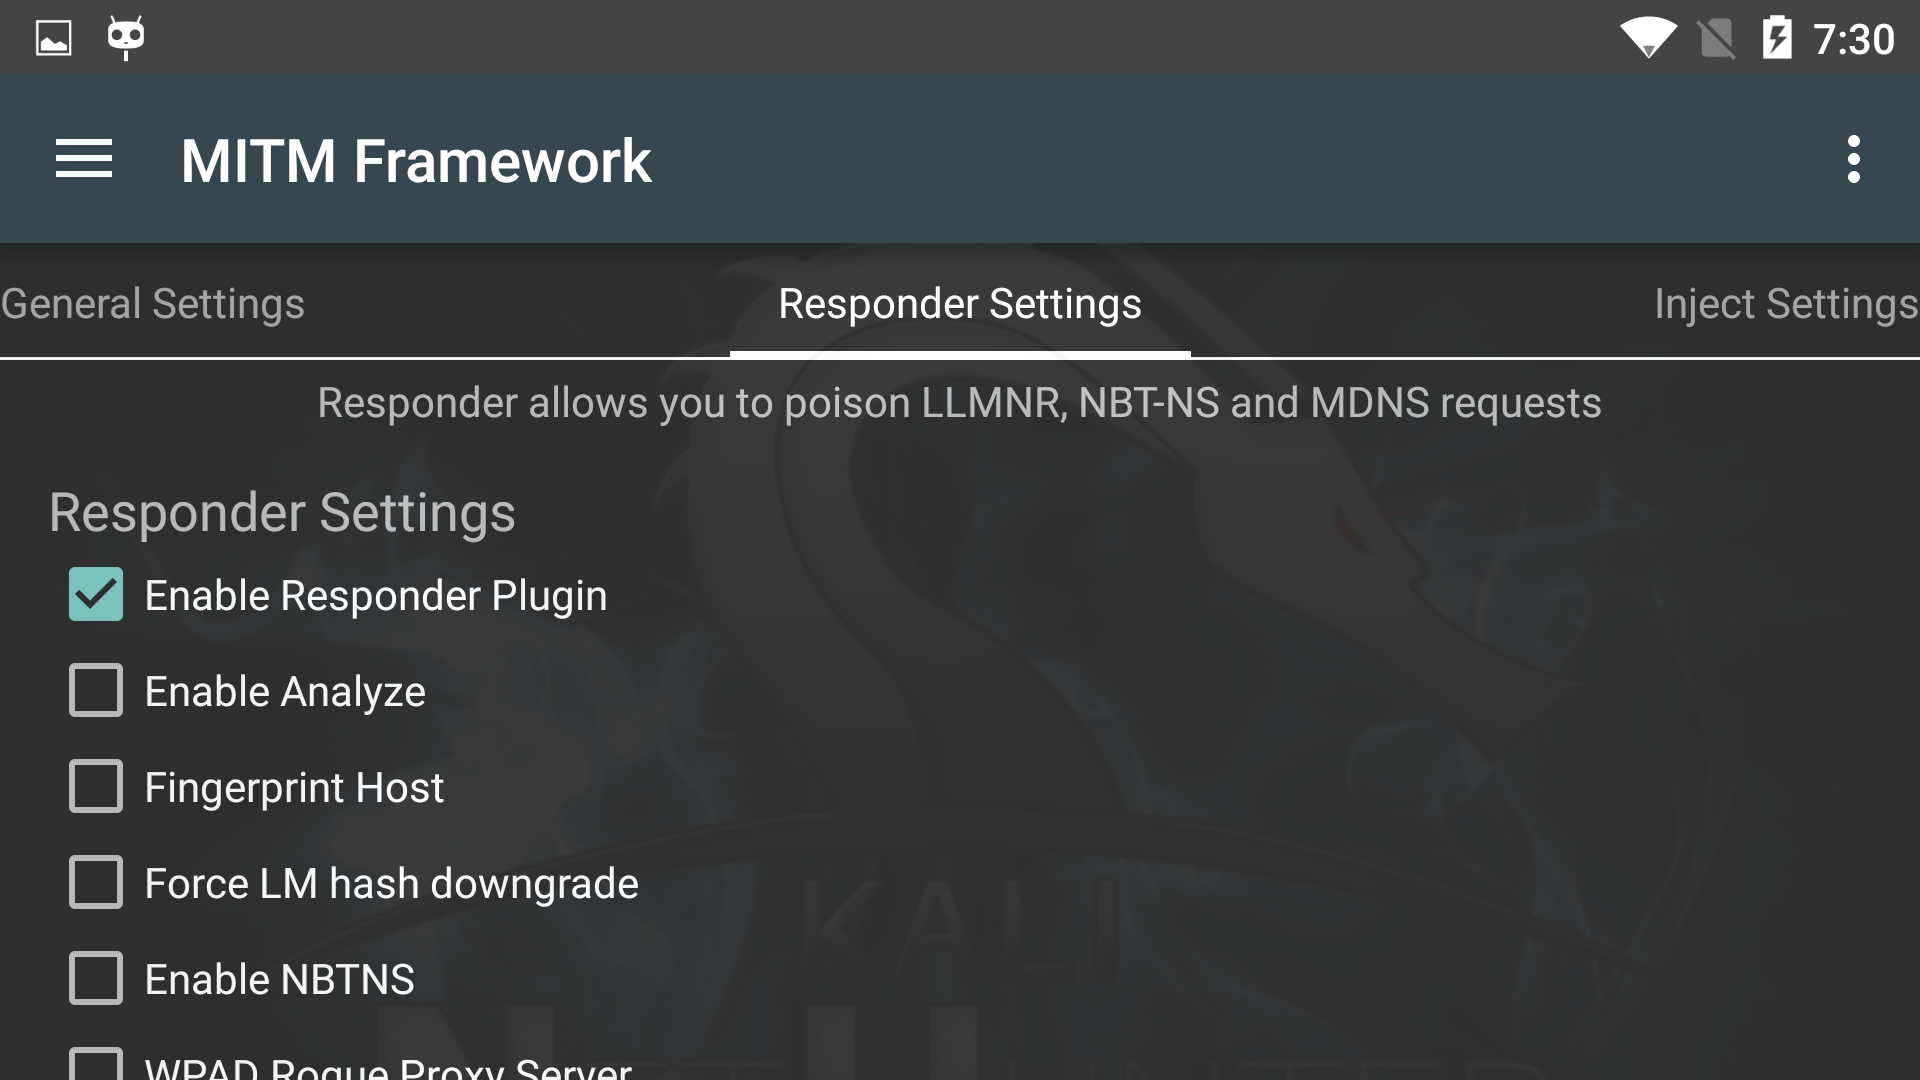 7:30
MITM Framework
General Settings Responder Settings Inject Settings
Responder allows you to poison LLMNR, NBT-NS and MDNS requests
Responder Settings
Enable Responder Plugin
Enable Analyze
Fingerprint Host
Force LM hash downgrade
Enable NBTNS
WPAD Rogue Proxy Server
KALI
NETHUNTER